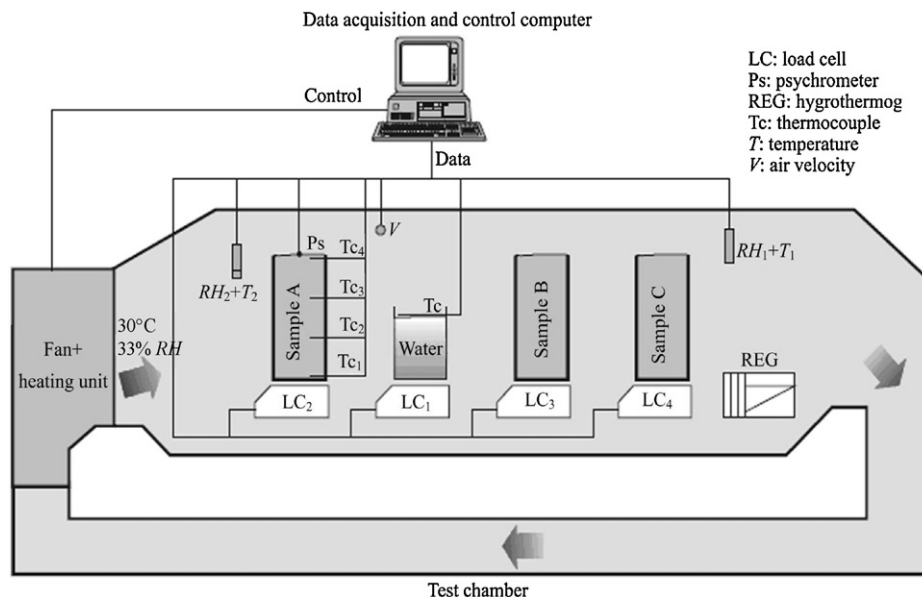 Data acquisition and control computer
LC: load cell
Ps: psychrometer
REG: hygrothermog
Tc: thermocouple
T: temperature
V: air velocity
Control
Data
V
Ps
Tc4
Tc3
Tc2
Tc1
RH2+T2
RH1+T1
Sample A
Tc
Water
Sample B
Sample C
30°C
33% RH
Fan+
heating unit
REG
LC2
LC1
LC3
LC4
Test chamber